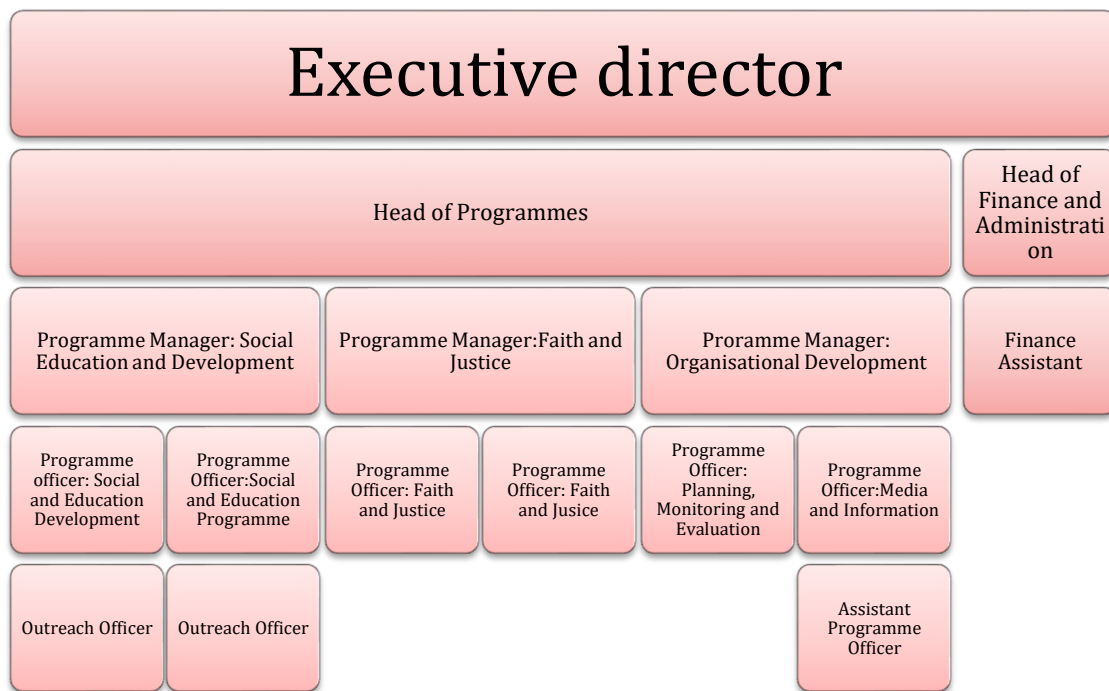 Executive director
Head of Programmes
Head of
Finance and
Administrati
on
Programme Manager: Social
Education and Development
Programme Manager:Faith and
Justice
Proramme Manager:
Organisational Development
Finance
Assistant
Programme
officer: Social
and Education
Development
Programme
Officer:Social
and Education
Programme
Programme
Officer: Faith
and Justice
Programme
Officer: Faith
and Jusice
Programme
Officer:
Planning,
Monitoring and
Evaluation
Programme
Officer:Media
and Information
Outreach Officer
Outreach Officer
Assistant
Programme
Officer